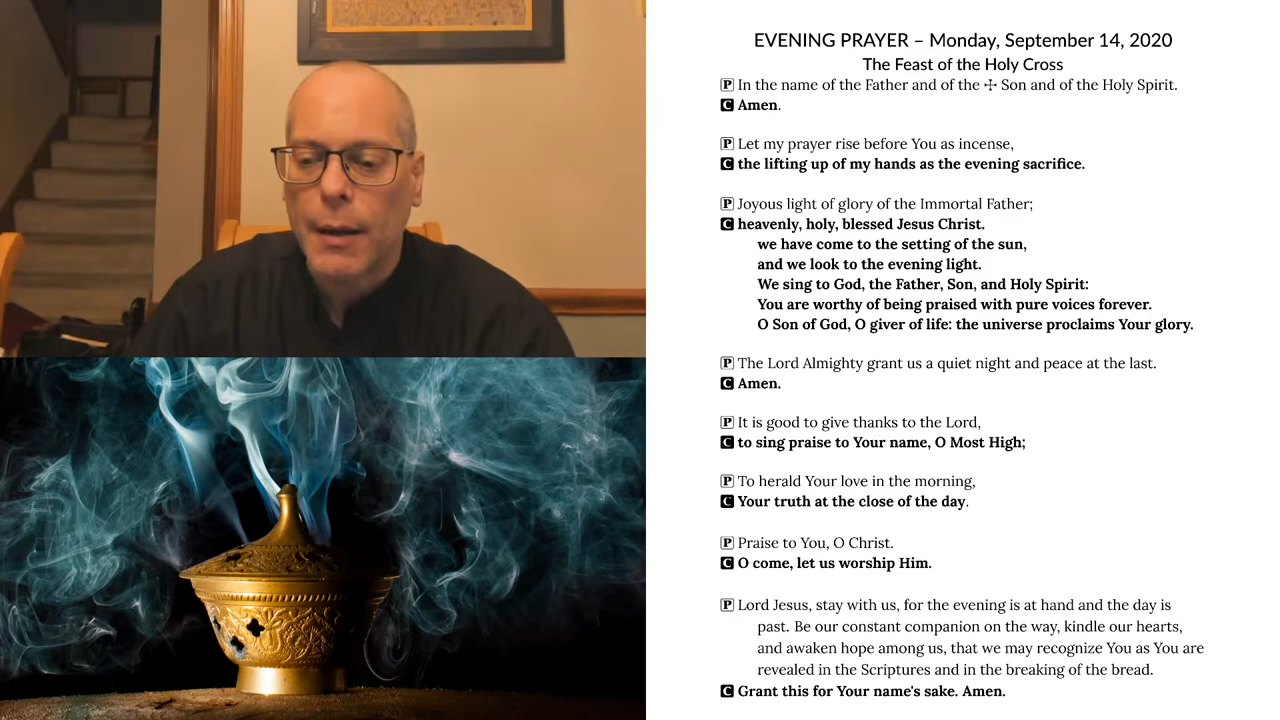 EVENING PRAYER – Monday, September 14, 2020
The Feast of the Holy Cross
P In the name of the Father and of the ☩ Son and of the Holy Spirit.
C Amen.
P Let my prayer rise before You as incense,
C the lifting up of my hands as the evening sacrifice.
P Joyous light of glory of the Immortal Father;
C heavenly, holy, blessed Jesus Christ.
we have come to the setting of the sun,
and we look to the evening light.
We sing to God, the Father, Son, and Holy Spirit:
You are worthy of being praised with pure voices forever.
O Son of God, O giver of life: the universe proclaims Your glory.
P The Lord Almighty grant us a quiet night and peace at the last.
C Amen.
P It is good to give thanks to the Lord,
C to sing praise to Your name, O Most High;
P To herald Your love in the morning,
C Your truth at the close of the day.
P Praise to You, O Christ.
C O come, let us worship Him.
P Lord Jesus, stay with us, for the evening is at hand and the day is
past. Be our constant companion on the way, kindle our hearts,
and awaken hope among us, that we may recognize You as You are
revealed in the Scriptures and in the breaking of the bread.
C Grant this for Your name's sake. Amen.